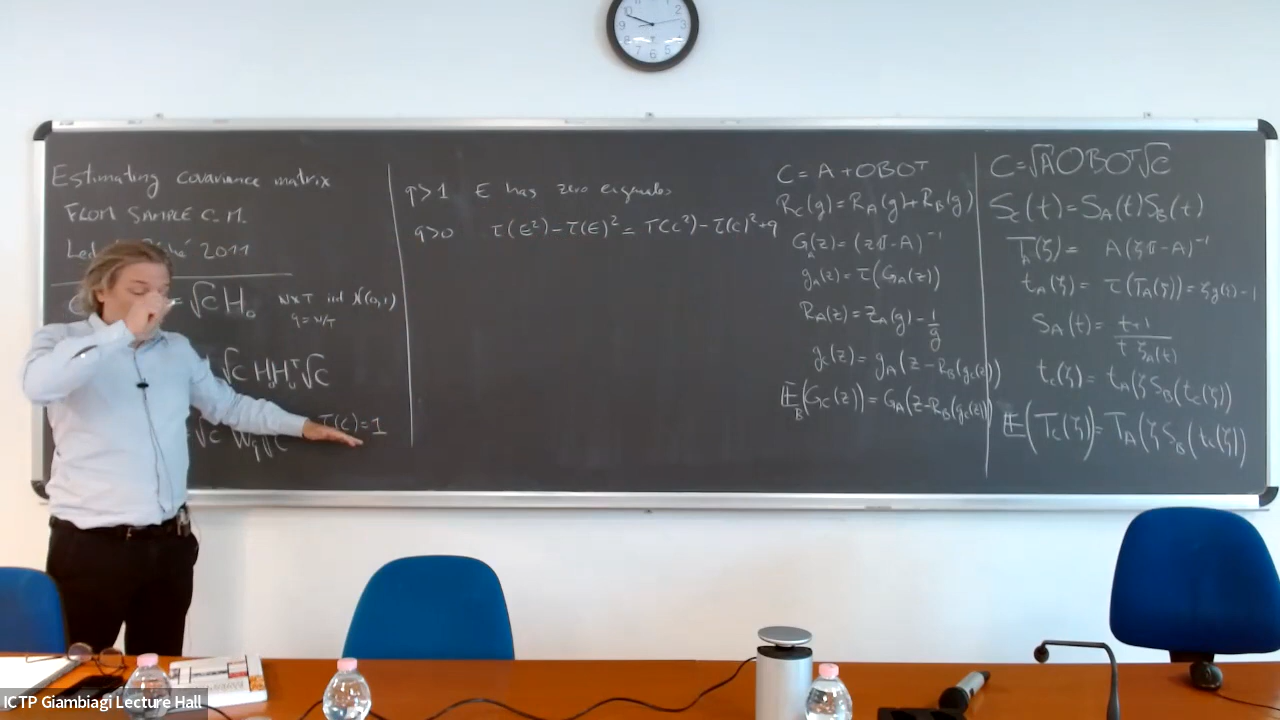 Estimating covariance matrix
FROM SAMPLE C. M.
2011
= √C H₀ N×T iid N(0,1)
q = N/T
√C H₀H₀ᵀ√C
√C W_q √C τ(C)=1
q>1 E has zero eigenvalues
q>0 τ(E²)-τ(E)² = τ(C²)-τ(C)²+q
C = A + OBOᵀ
R_C(g) = R_A(g)+R_B(g)
G_A(z) = (z𝟙-A)⁻¹
g_A(z) = τ(G_A(z))
R_A(z) = z_A(g) - 1/g
g_C(z) = g_A(z-R_B(g_C(z)))
𝔼_B(G_C(z)) = G_A(z-R_B(g_C(z)))
C = √A OBOᵀ√C
S_C(t) = S_A(t)S_B(t)
T_A(ζ) = A(ζ𝟙-A)⁻¹
t_A(ζ) = τ(T_A(ζ)) = ζg(ζ)-1
S_A(t) = t+1 / t ζ_A(t)
t_C(ζ) = t_A(ζS_B(t_C(ζ)))
𝔼(T_C(ζ)) = T_A(ζS_B(t_C(ζ))
ICTP Giambiagi Lecture Hall